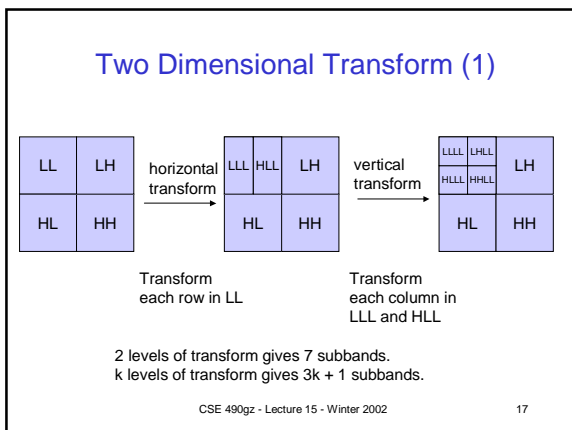 Two Dimensional Transform (1)
LL LH
HL HH
horizontal
transform
LLL HLL LH
HL HH
vertical
transform
LLLL LHLL LH
HLLL HHLL
HL HH
Transform
each row in LL
Transform
each column in
LLL and HLL
2 levels of transform gives 7 subbands.
k levels of transform gives 3k + 1 subbands.
CSE 490gz - Lecture 15 - Winter 2002 17